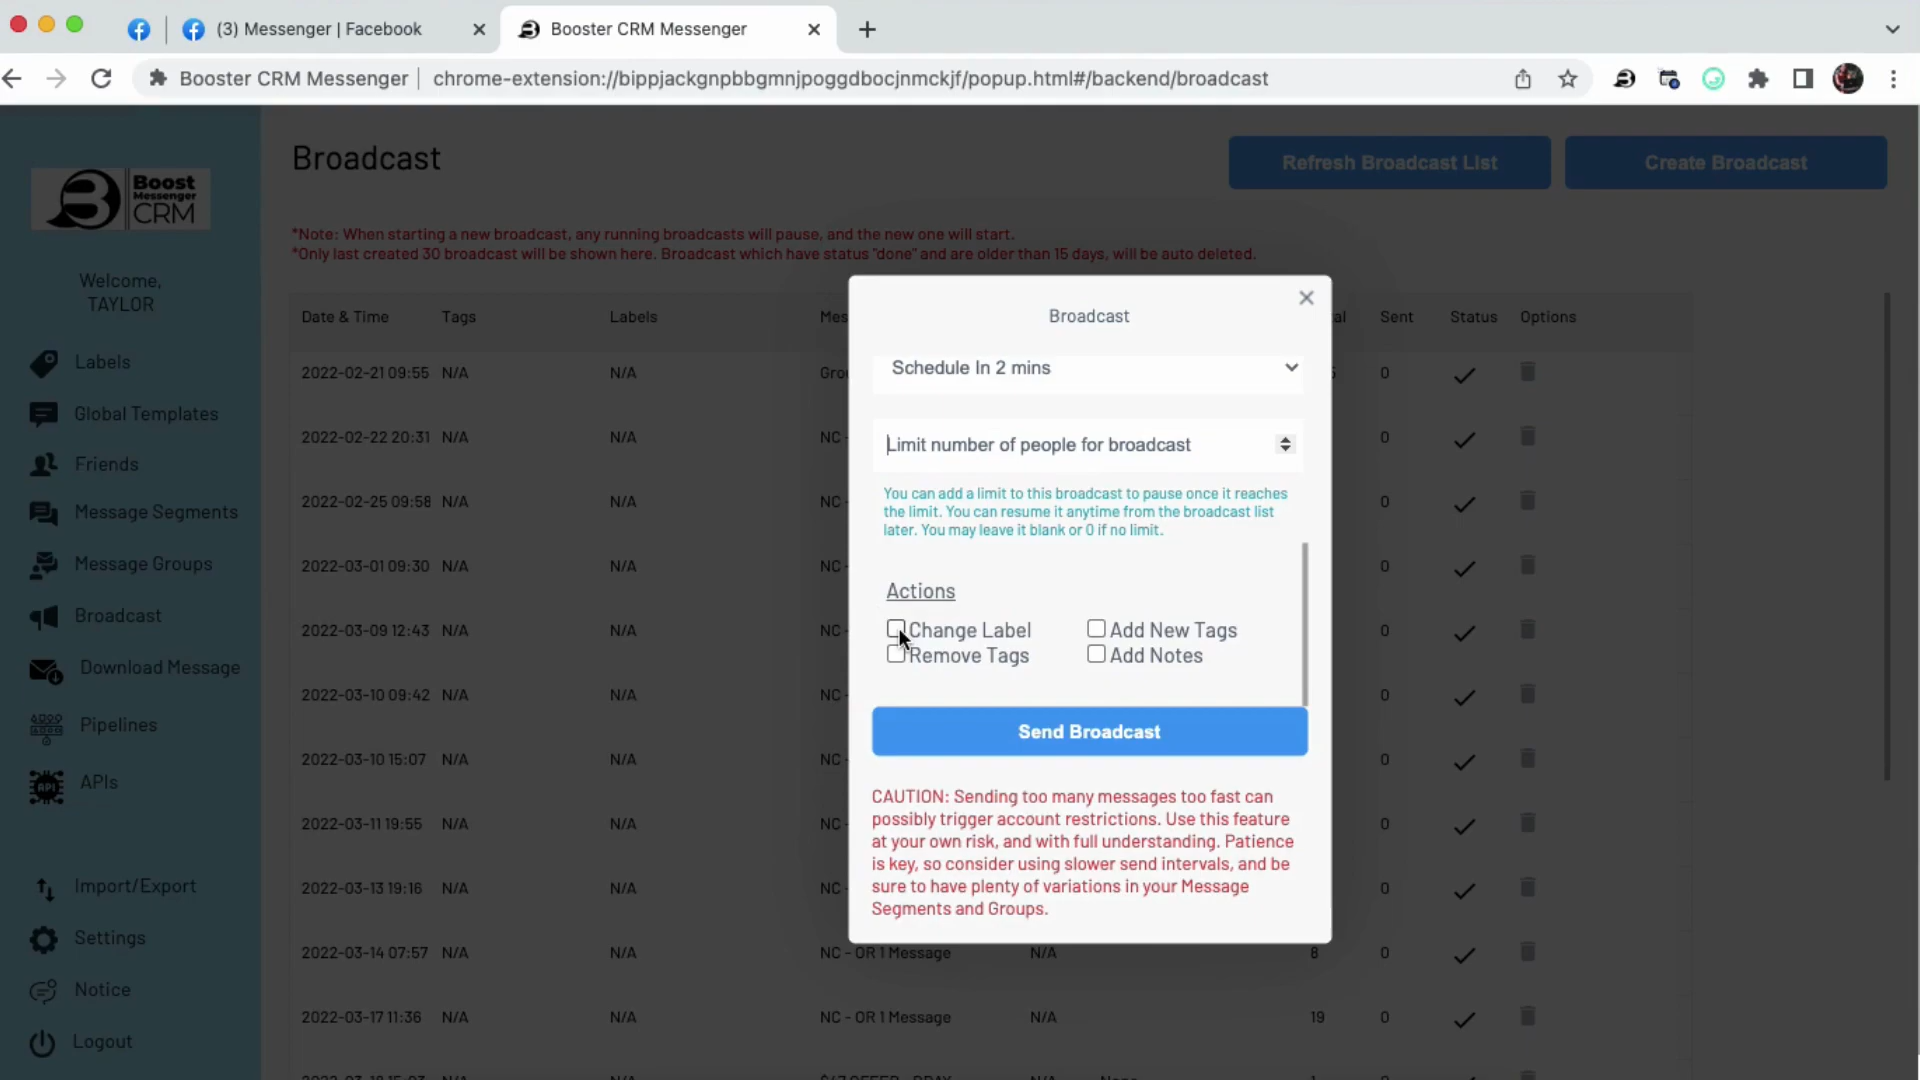 (3) Messenger | Facebook
Booster CRM Messenger
Booster CRM Messenger
chrome-extension://bippjackgnpbbgmnjpoggdbocjnmckjf/popup.html#/backend/broadcast
Boost
Messenger
CRM
Welcome,
TAYLOR
Labels
Global Templates
Friends
Message Segments
Message Groups
Broadcast
Download Message
Pipelines
API
APIs
Import/Export
Settings
Notice
Logout
Broadcast
Refresh Broadcast List
Create Broadcast
*Note: When starting a new broadcast, any running broadcasts will pause, and the new one will start.
*Only last created 30 broadcast will be shown here. Broadcast which have status "done" and are older than 15 days, will be auto deleted.
Date & Time Tags Labels Mes al Sent Status Options
2022-02-21 09:55 N/A N/A Gro 5 0
2022-02-22 20:31 N/A N/A NC - 0
2022-02-25 09:58 N/A N/A NC - 0
2022-03-01 09:30 N/A N/A NC - 0
2022-03-09 12:43 N/A N/A NC - 0
2022-03-10 09:42 N/A N/A NC - 0
2022-03-10 15:07 N/A N/A NC - 0
2022-03-11 19:55 N/A N/A NC - 0
2022-03-13 19:16 N/A N/A NC - 0
2022-03-14 07:57 N/A N/A NC - OR 1 Message N/A 8 0
2022-03-17 11:36 N/A N/A NC - OR 1 Message N/A 19 0
Broadcast
Schedule In 2 mins
Limit number of people for broadcast
You can add a limit to this broadcast to pause once it reaches
the limit. You can resume it anytime from the broadcast list
later. You may leave it blank or 0 if no limit.
Actions
Change Label Add New Tags
Remove Tags Add Notes
Send Broadcast
CAUTION: Sending too many messages too fast can
possibly trigger account restrictions. Use this feature
at your own risk, and with full understanding. Patience
is key, so consider using slower send intervals, and be
sure to have plenty of variations in your Message
Segments and Groups.